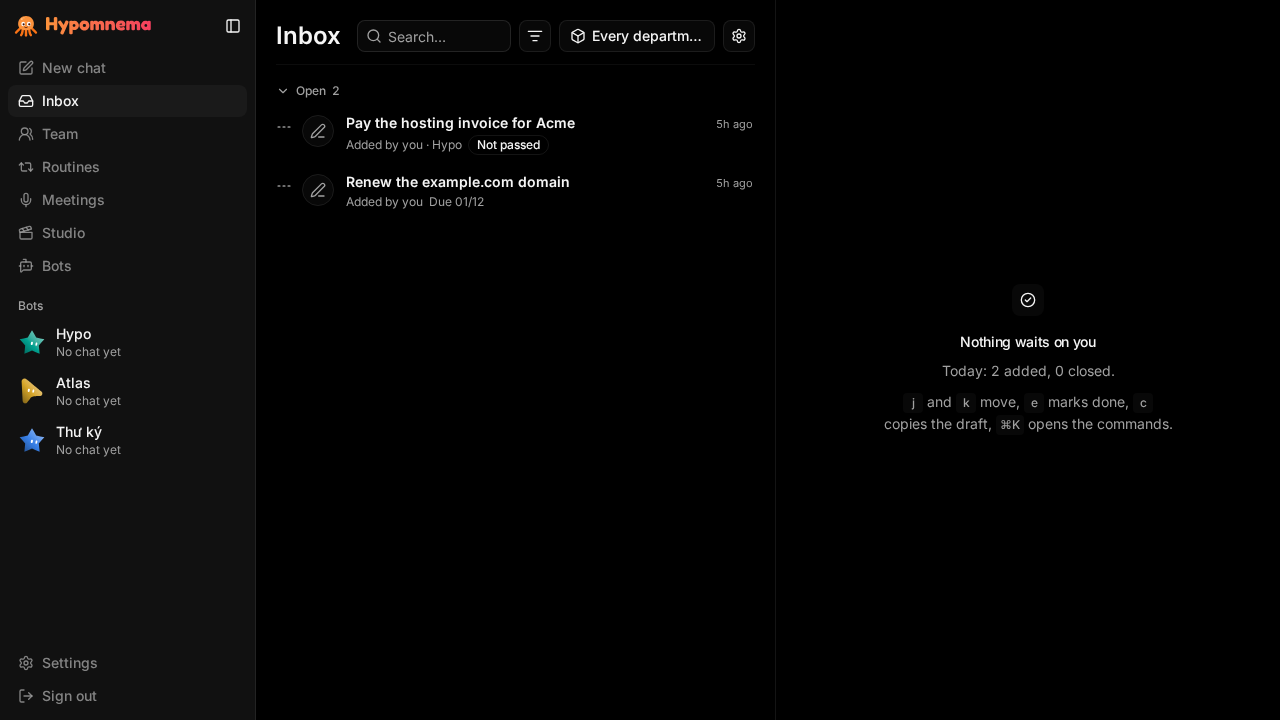 Hypomnema
New chat
Inbox
Team
Routines
Meetings
Studio
Bots
Bots
Hypo
No chat yet
Atlas
No chat yet
Thư ký
No chat yet
Settings
Sign out
Inbox
Search...
Every departm...
Open 2
Pay the hosting invoice for Acme
5h ago
Added by you · Hypo Not passed
Renew the example.com domain
5h ago
Added by you Due 01/12
Nothing waits on you
Today: 2 added, 0 closed.
j and k move, e marks done, c
copies the draft, ⌘K opens the commands.